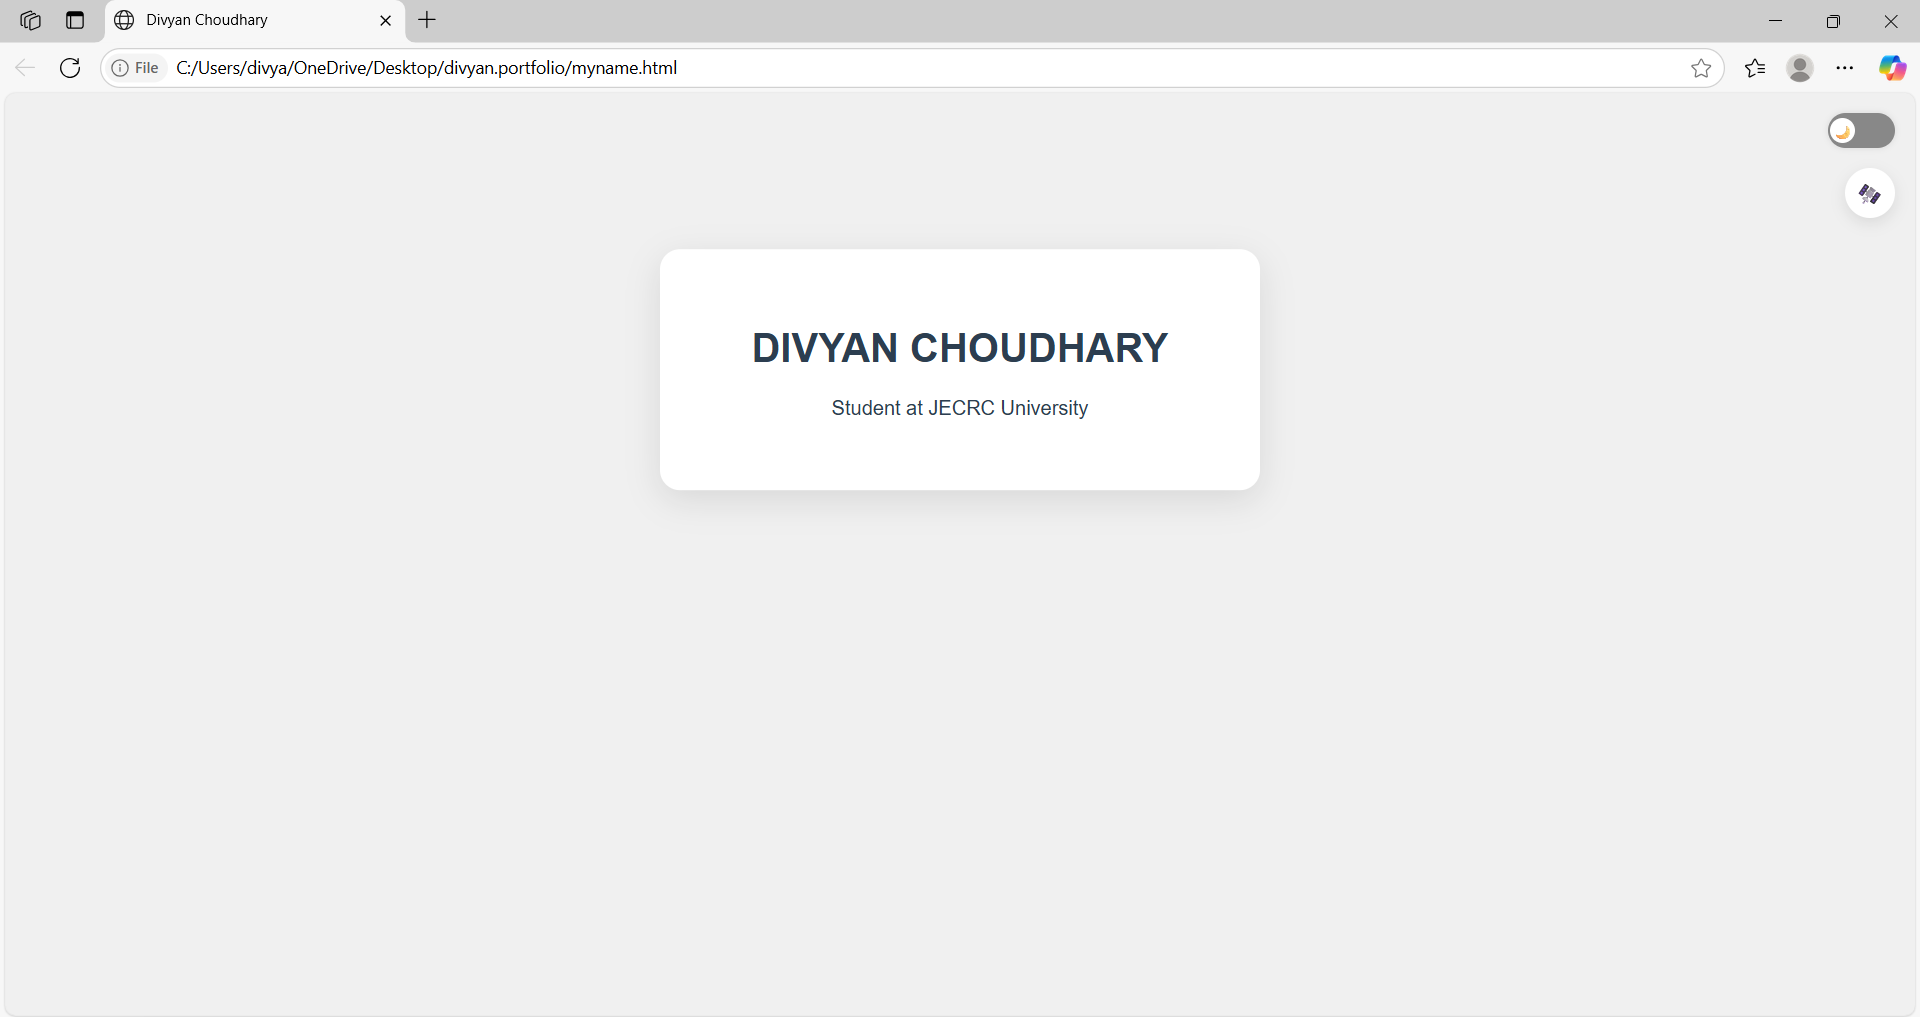 Divyan Choudhary
File
C:/Users/divya/OneDrive/Desktop/divyan.portfolio/myname.html
DIVYAN CHOUDHARY
Student at JECRC University